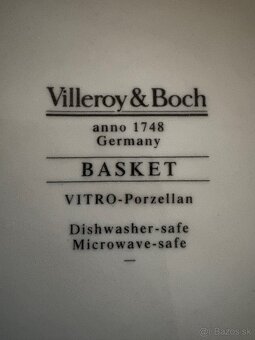 Villeroy & Boch
anno 1748
Germany
BASKET
VITRO-Porzellan
Dishwasher-safe
Microwave-safe
@ Bazos.sk